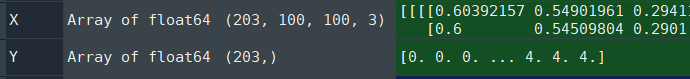 X Array of float64 (203, 100, 100, 3) [[[[0.60392157 0.54901961 0.29411
[0.6 0.54509804 0.2901
Y Array of float64 (203,) [0. 0. 0. ... 4. 4. 4.]